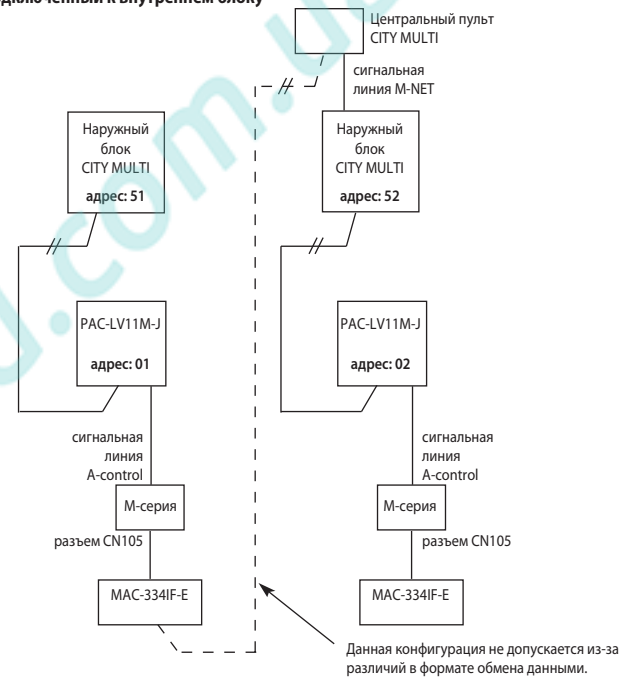 дключенный к внутреннем блоку
Центральный пульт
CITY MULTI
сигнальная
линия M-NET
Наружный
блок
CITY MULTI
адрес: 51
Наружный
блок
CITY MULTI
адрес: 52
PAC-LV11M-J
адрес: 01
PAC-LV11M-J
адрес: 02
сигнальная
линия
A-control
сигнальная
линия
A-control
М-серия
М-серия
разъем CN105
разъем CN105
MAC-334IF-E
MAC-334IF-E
Данная конфигурация не допускается из-за
различий в формате обмена данными.